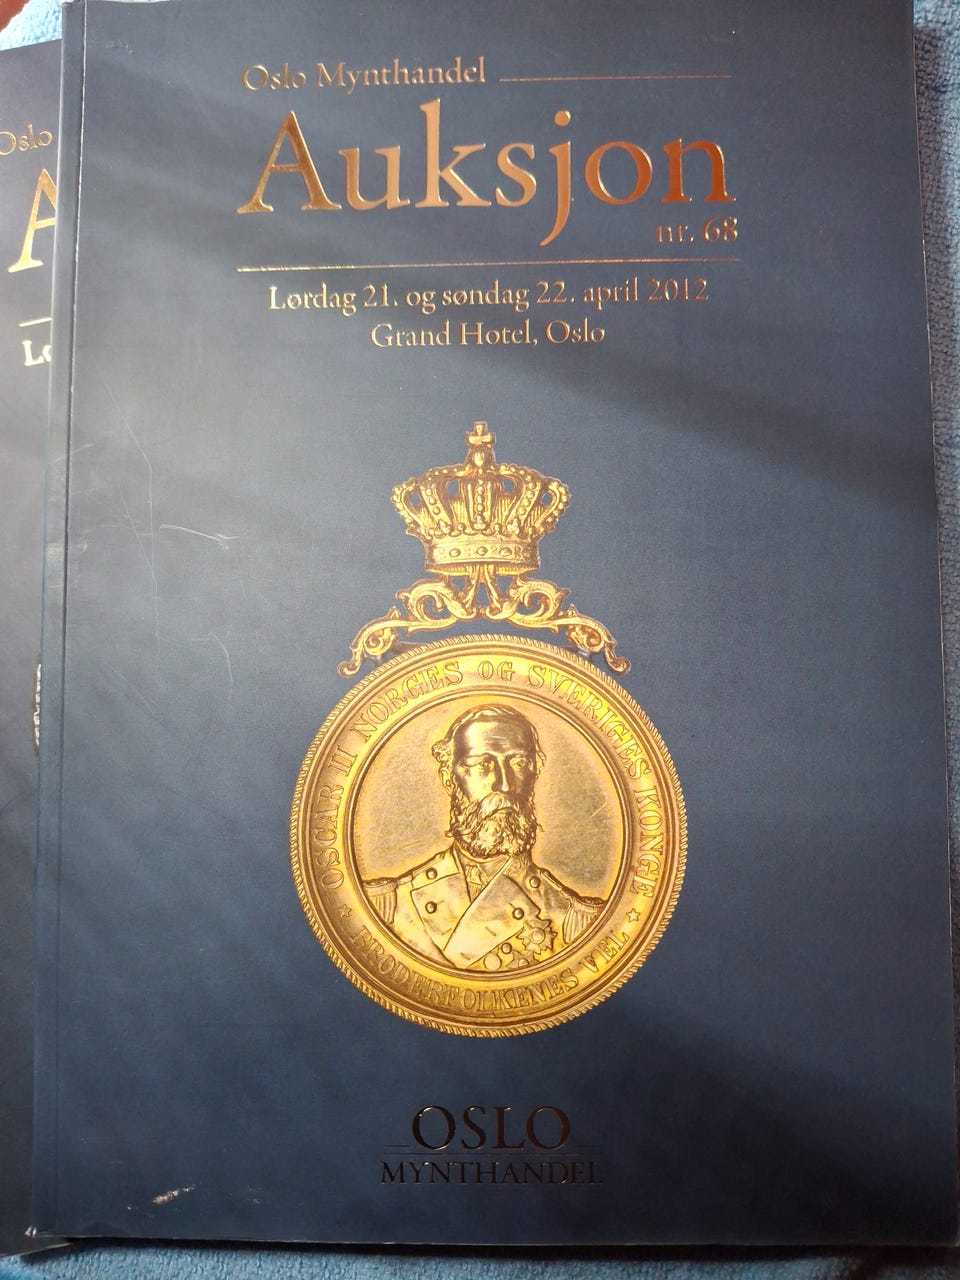 Oslo Mynthandel
Auksjon
nr. 68
Lørdag 21. og søndag 22. april 2012
Grand Hotel, Oslo
OSCAR II NORGES OG SVERIGES KONGE
★ BRODERFOLKENES VEL ★
OSLO
MYNTHANDEL
Oslo
A